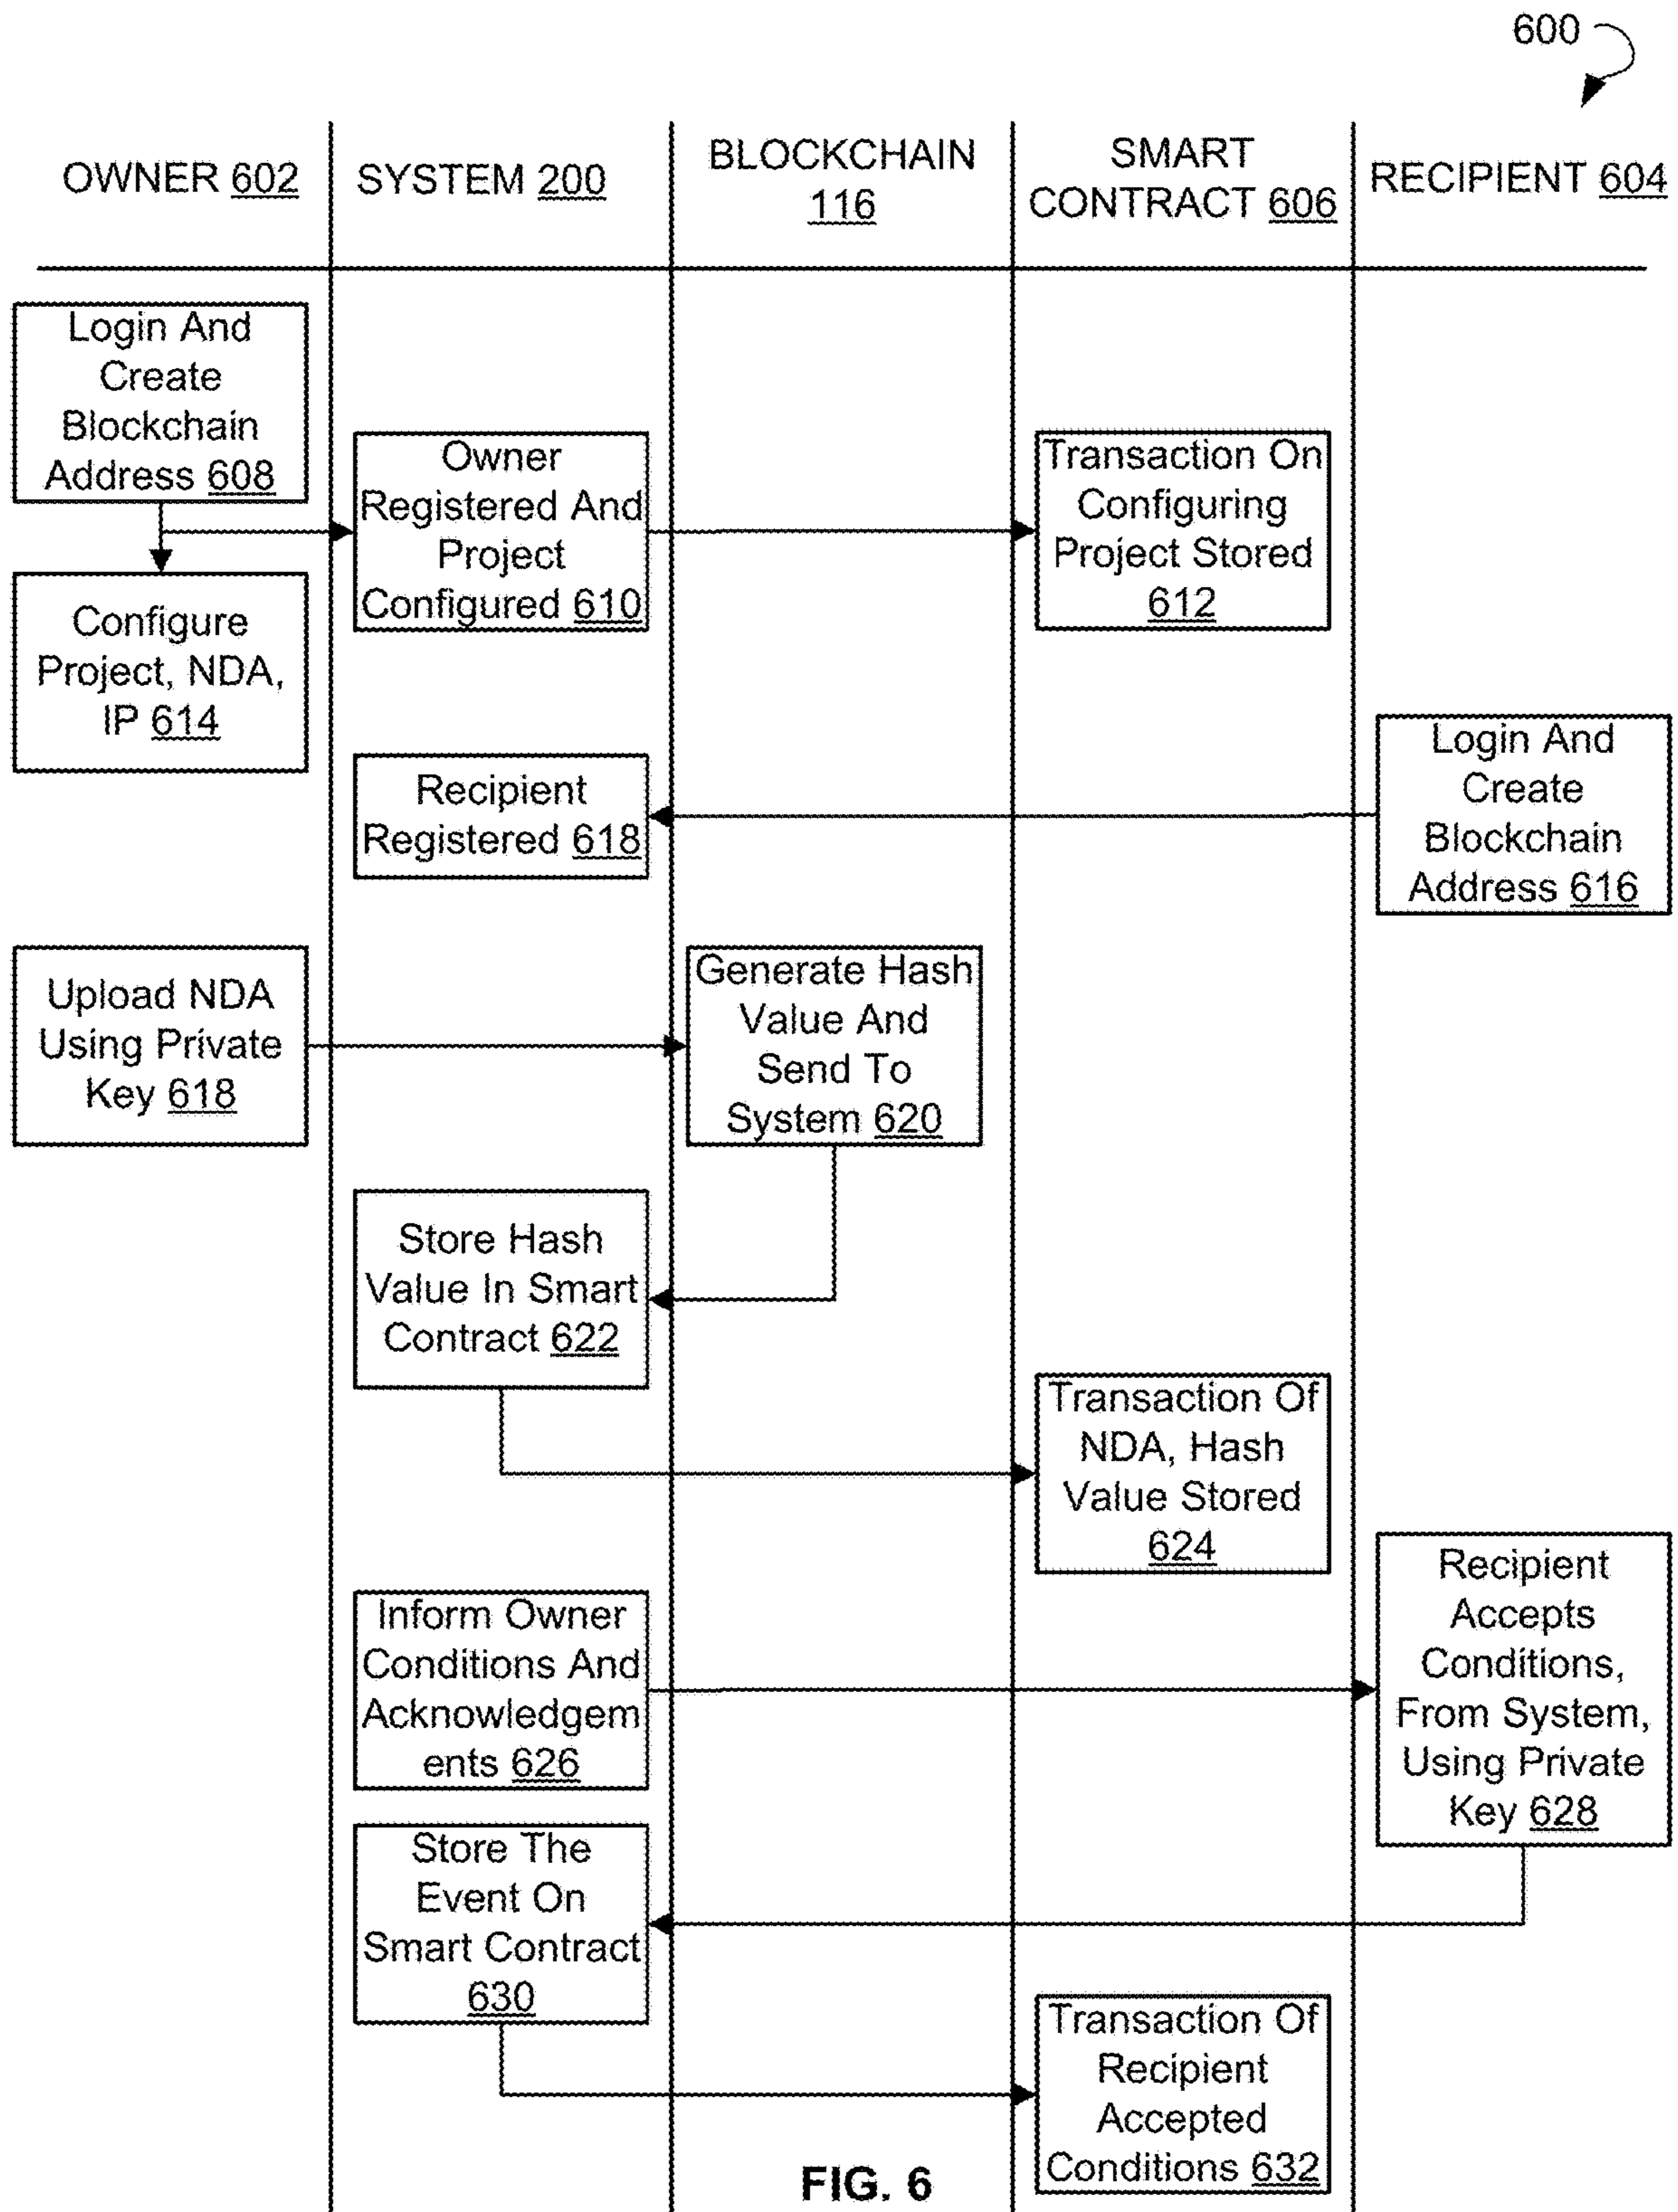 600
OWNER 602
SYSTEM 200
BLOCKCHAIN
116
SMART
CONTRACT 606
RECIPIENT 604
Login And
Create
Blockchain
Address 608
Owner
Registered And
Project
Configured 610
Transaction On
Configuring
Project Stored
612
Configure
Project, NDA,
IP 614
Login And
Create
Blockchain
Address 616
Recipient
Registered 618
Upload NDA
Using Private
Key 618
Generate Hash
Value And
Send To
System 620
Store Hash
Value In Smart
Contract 622
Transaction Of
NDA, Hash
Value Stored
624
Inform Owner
Conditions And
Acknowledgem
ents 626
Recipient
Accepts
Conditions,
From System,
Using Private
Key 628
Store The
Event On
Smart Contract
630
Transaction Of
Recipient
Accepted
Conditions 632
FIG. 6